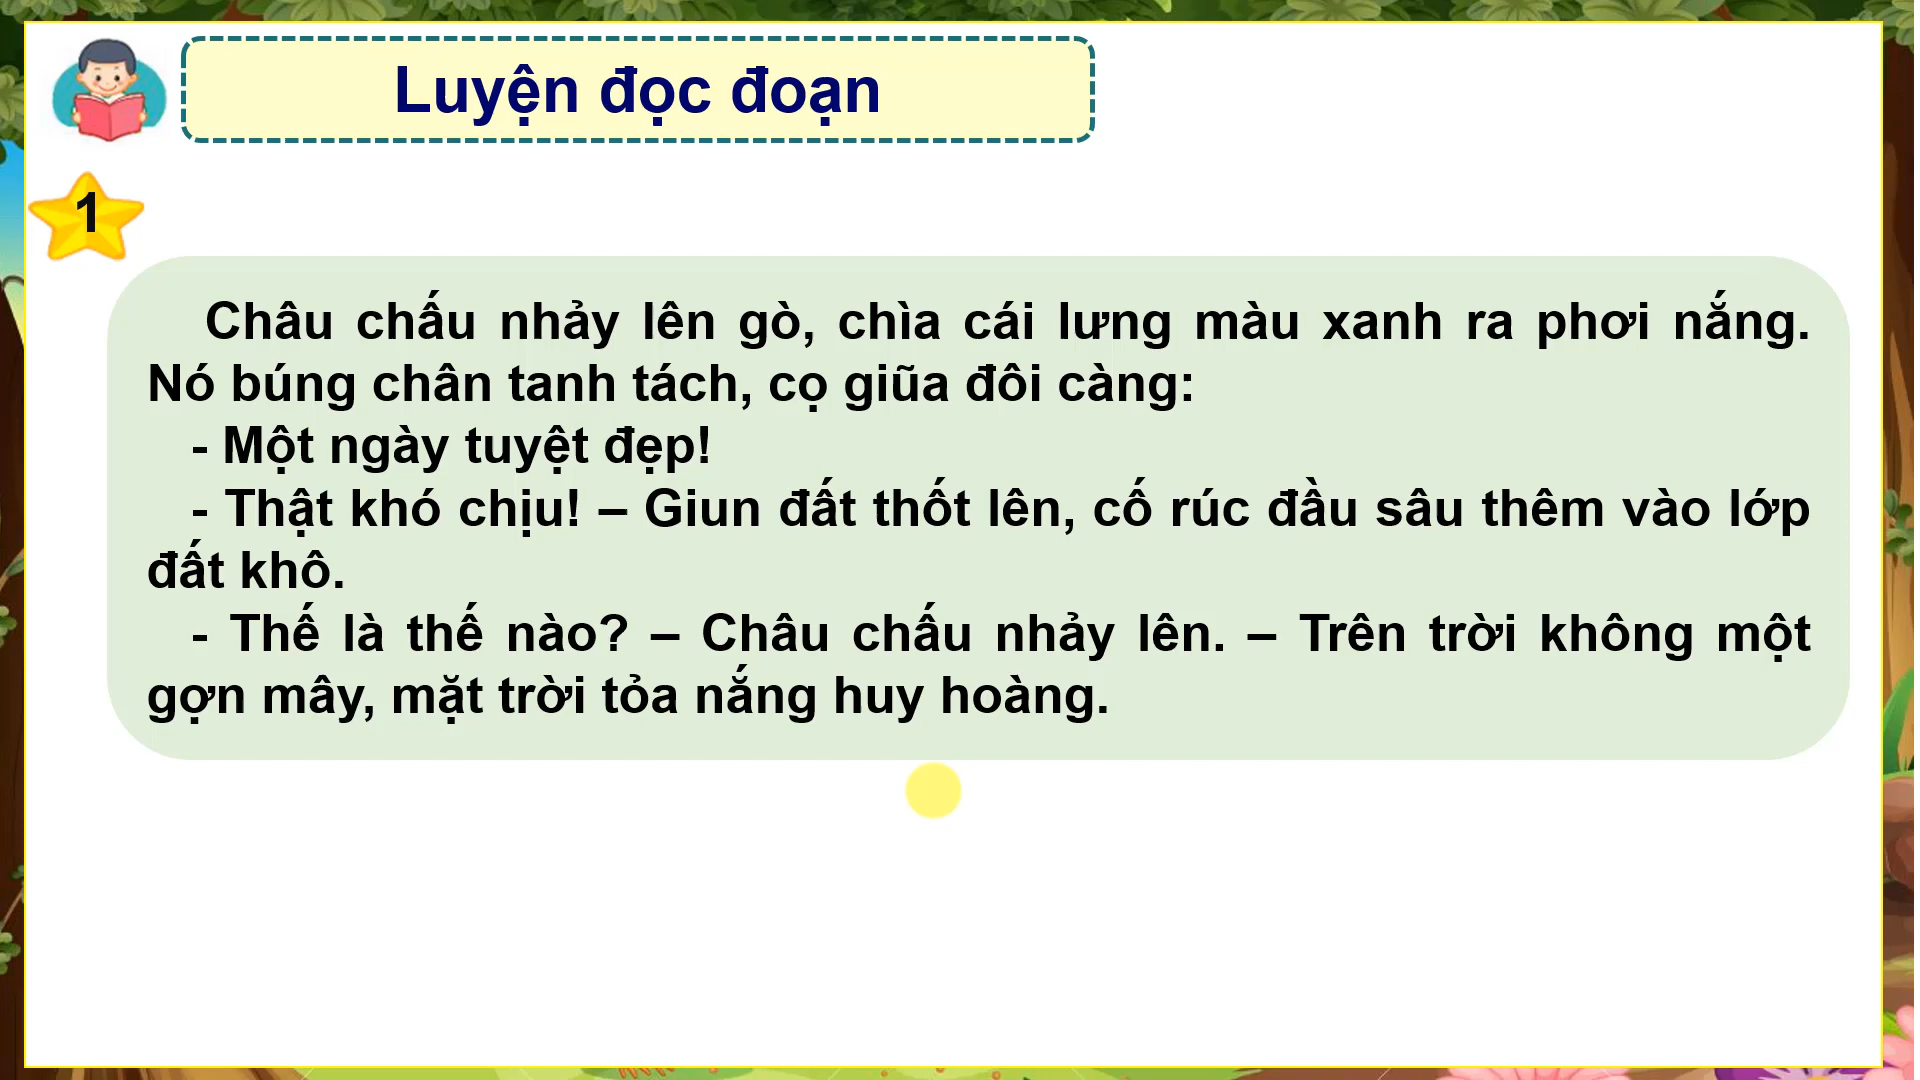 Luyện đọc đoạn
1
Châu chấu nhảy lên gò, chìa cái lưng màu xanh ra phơi nắng.
Nó búng chân tanh tách, cọ giũa đôi càng:
- Một ngày tuyệt đẹp!
- Thật khó chịu! – Giun đất thốt lên, cố rúc đầu sâu thêm vào lớp
đất khô.
- Thế là thế nào? – Châu chấu nhảy lên. – Trên trời không một
gợn mây, mặt trời tỏa nắng huy hoàng.